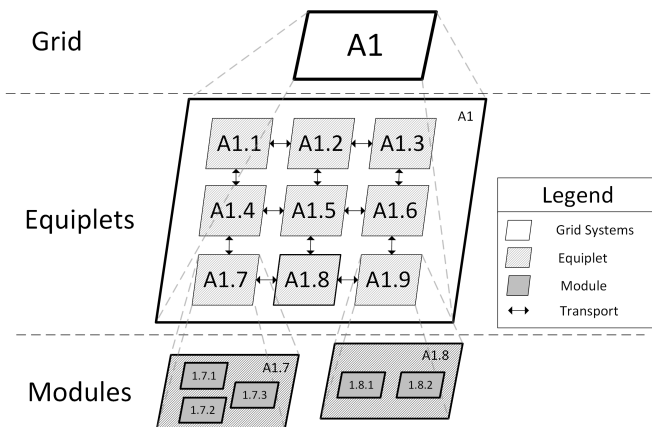 Grid
A1
A1
A1.1 A1.2 A1.3
Equiplets
A1.4 A1.5 A1.6
A1.7 A1.8 A1.9
Legend
Grid Systems
Equiplet
Module
Transport
Modules
A1.7
1.7.1
1.7.3
1.7.2
A1.8
1.8.1 1.8.2